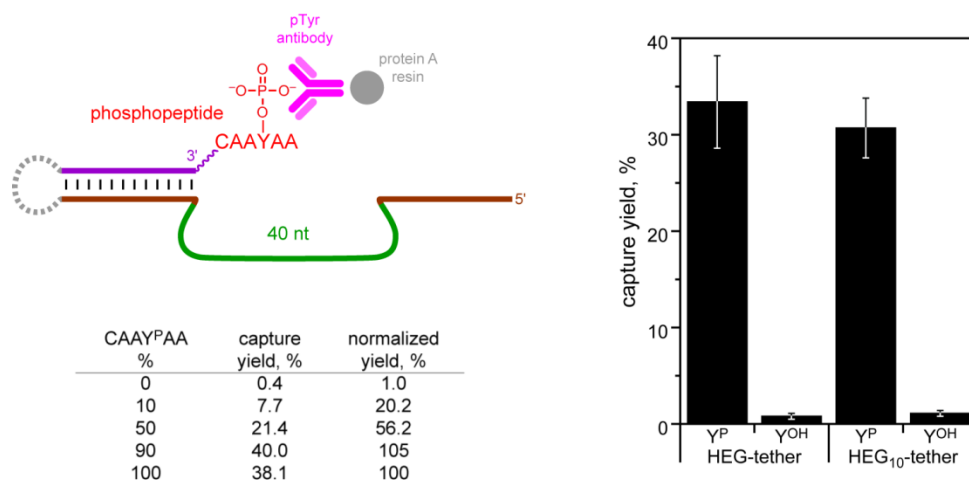 pTyr
antibody
protein A
resin
O
⁻O–P–O⁻
O
phosphopeptide
CAAYAA
3'
5'
40 nt
CAAYᴾAA capture normalized
% yield, % yield, %
0 0.4 1.0
10 7.7 20.2
50 21.4 56.2
90 40.0 105
100 38.1 100
capture yield, %
40
30
20
10
0
Yᴾ Yᴼᴴ Yᴾ Yᴼᴴ
HEG-tether HEG₁₀-tether